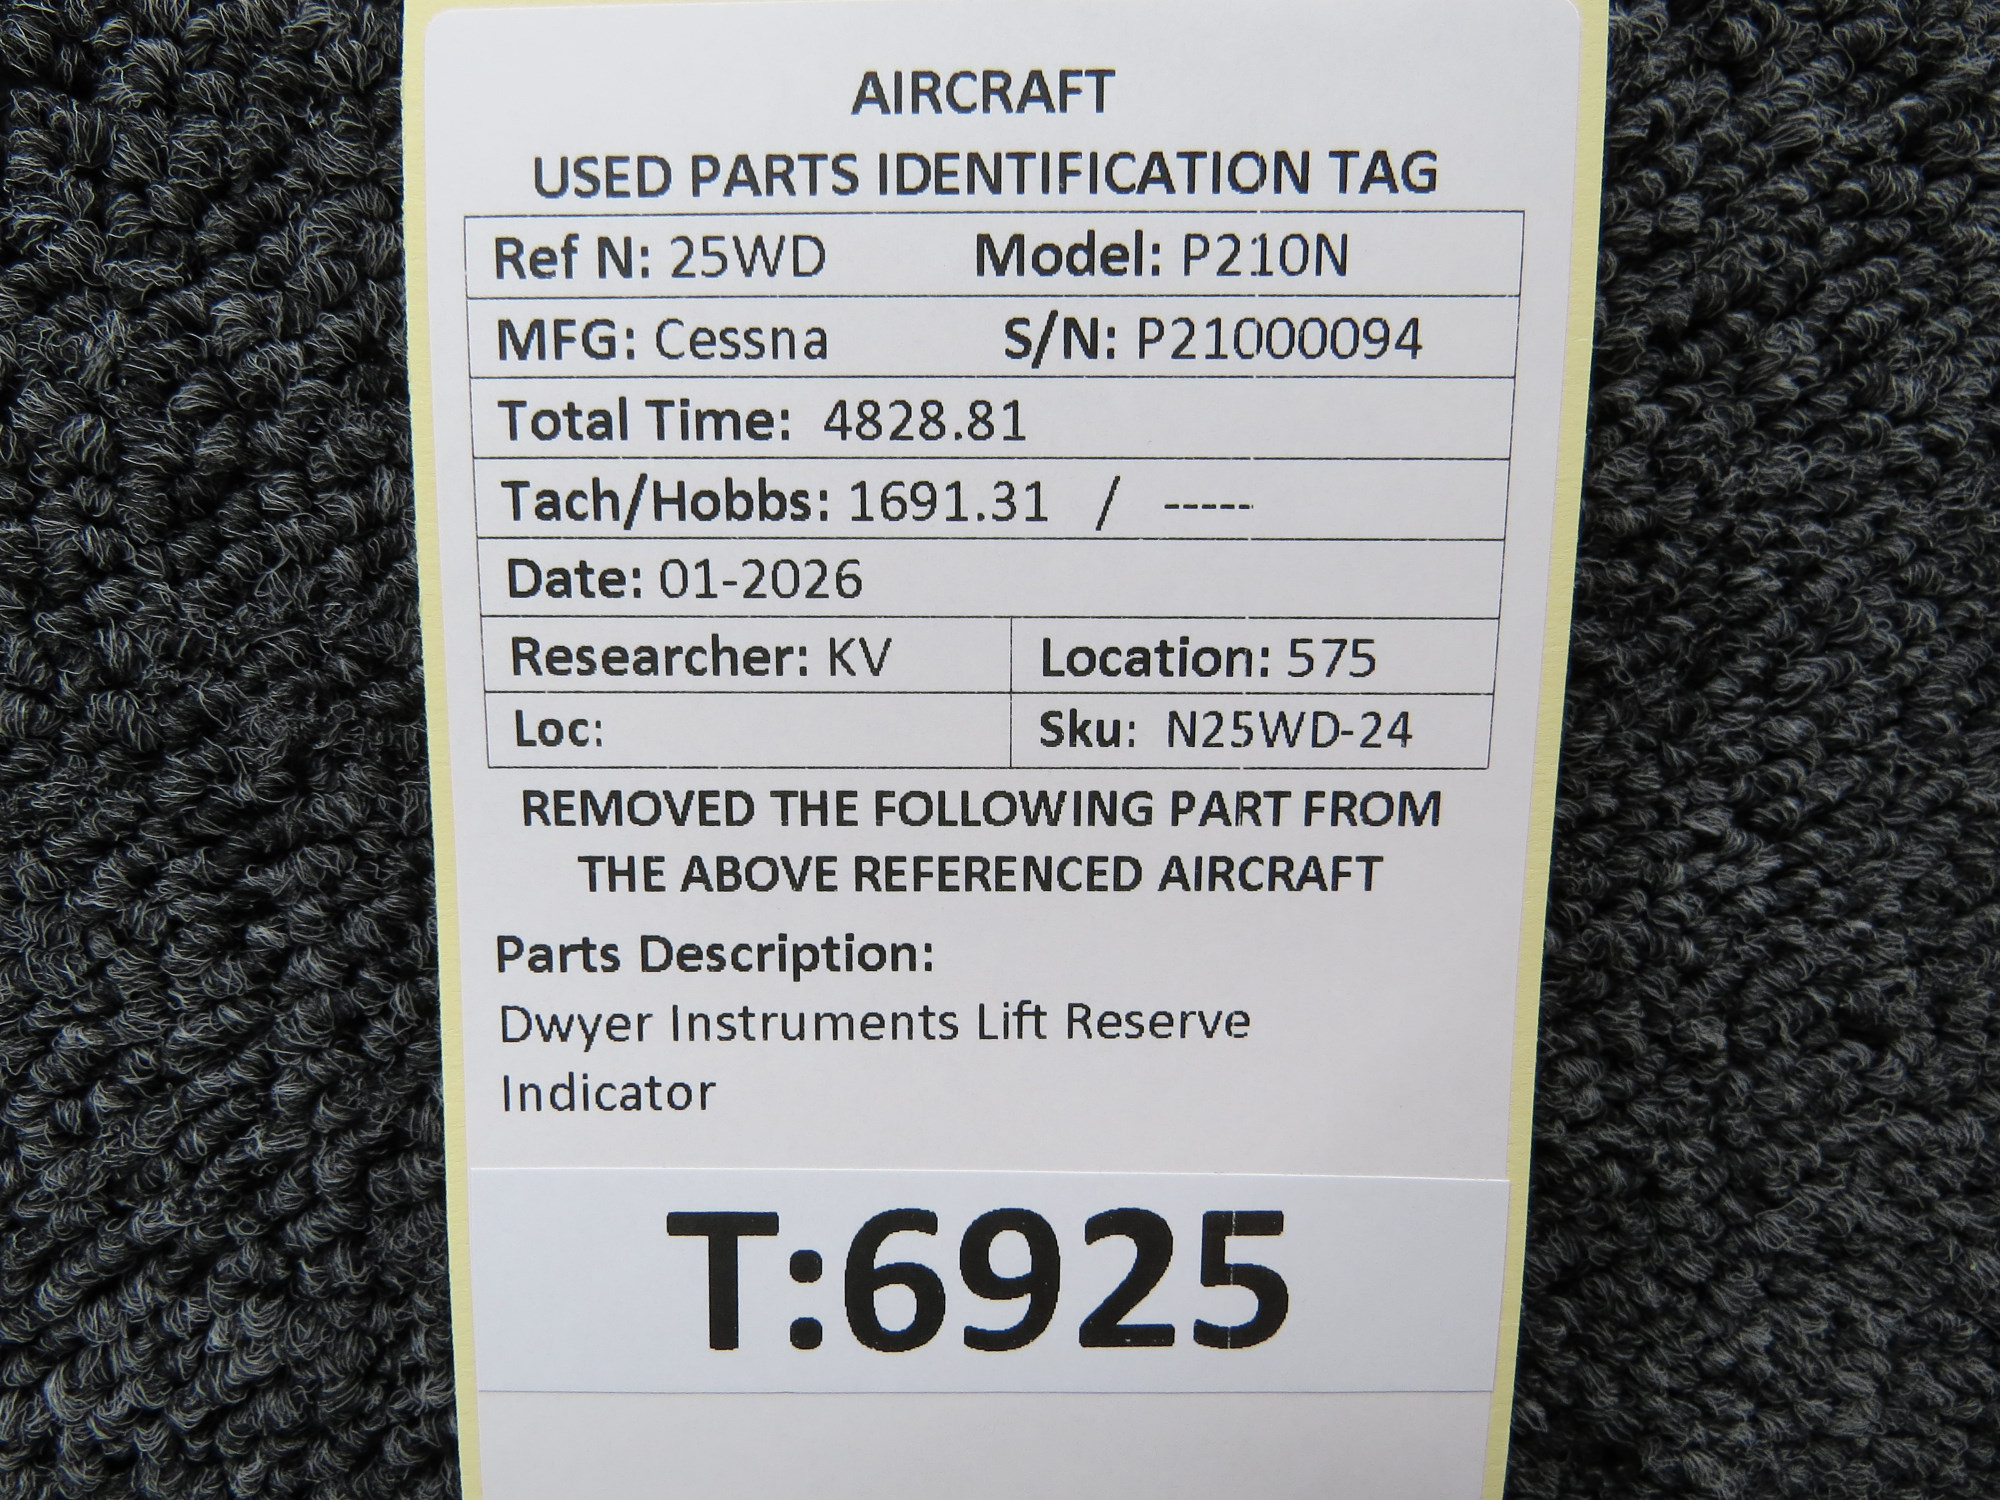 AIRCRAFT
USED PARTS IDENTIFICATION TAG
Ref N: 25WD Model: P210N
MFG: Cessna S/N: P21000094
Total Time: 4828.81
Tach/Hobbs: 1691.31 / -----
Date: 01-2026
Researcher: KV Location: 575
Loc: Sku: N25WD-24
REMOVED THE FOLLOWING PART FROM
THE ABOVE REFERENCED AIRCRAFT
Parts Description:
Dwyer Instruments Lift Reserve
Indicator
T:6925